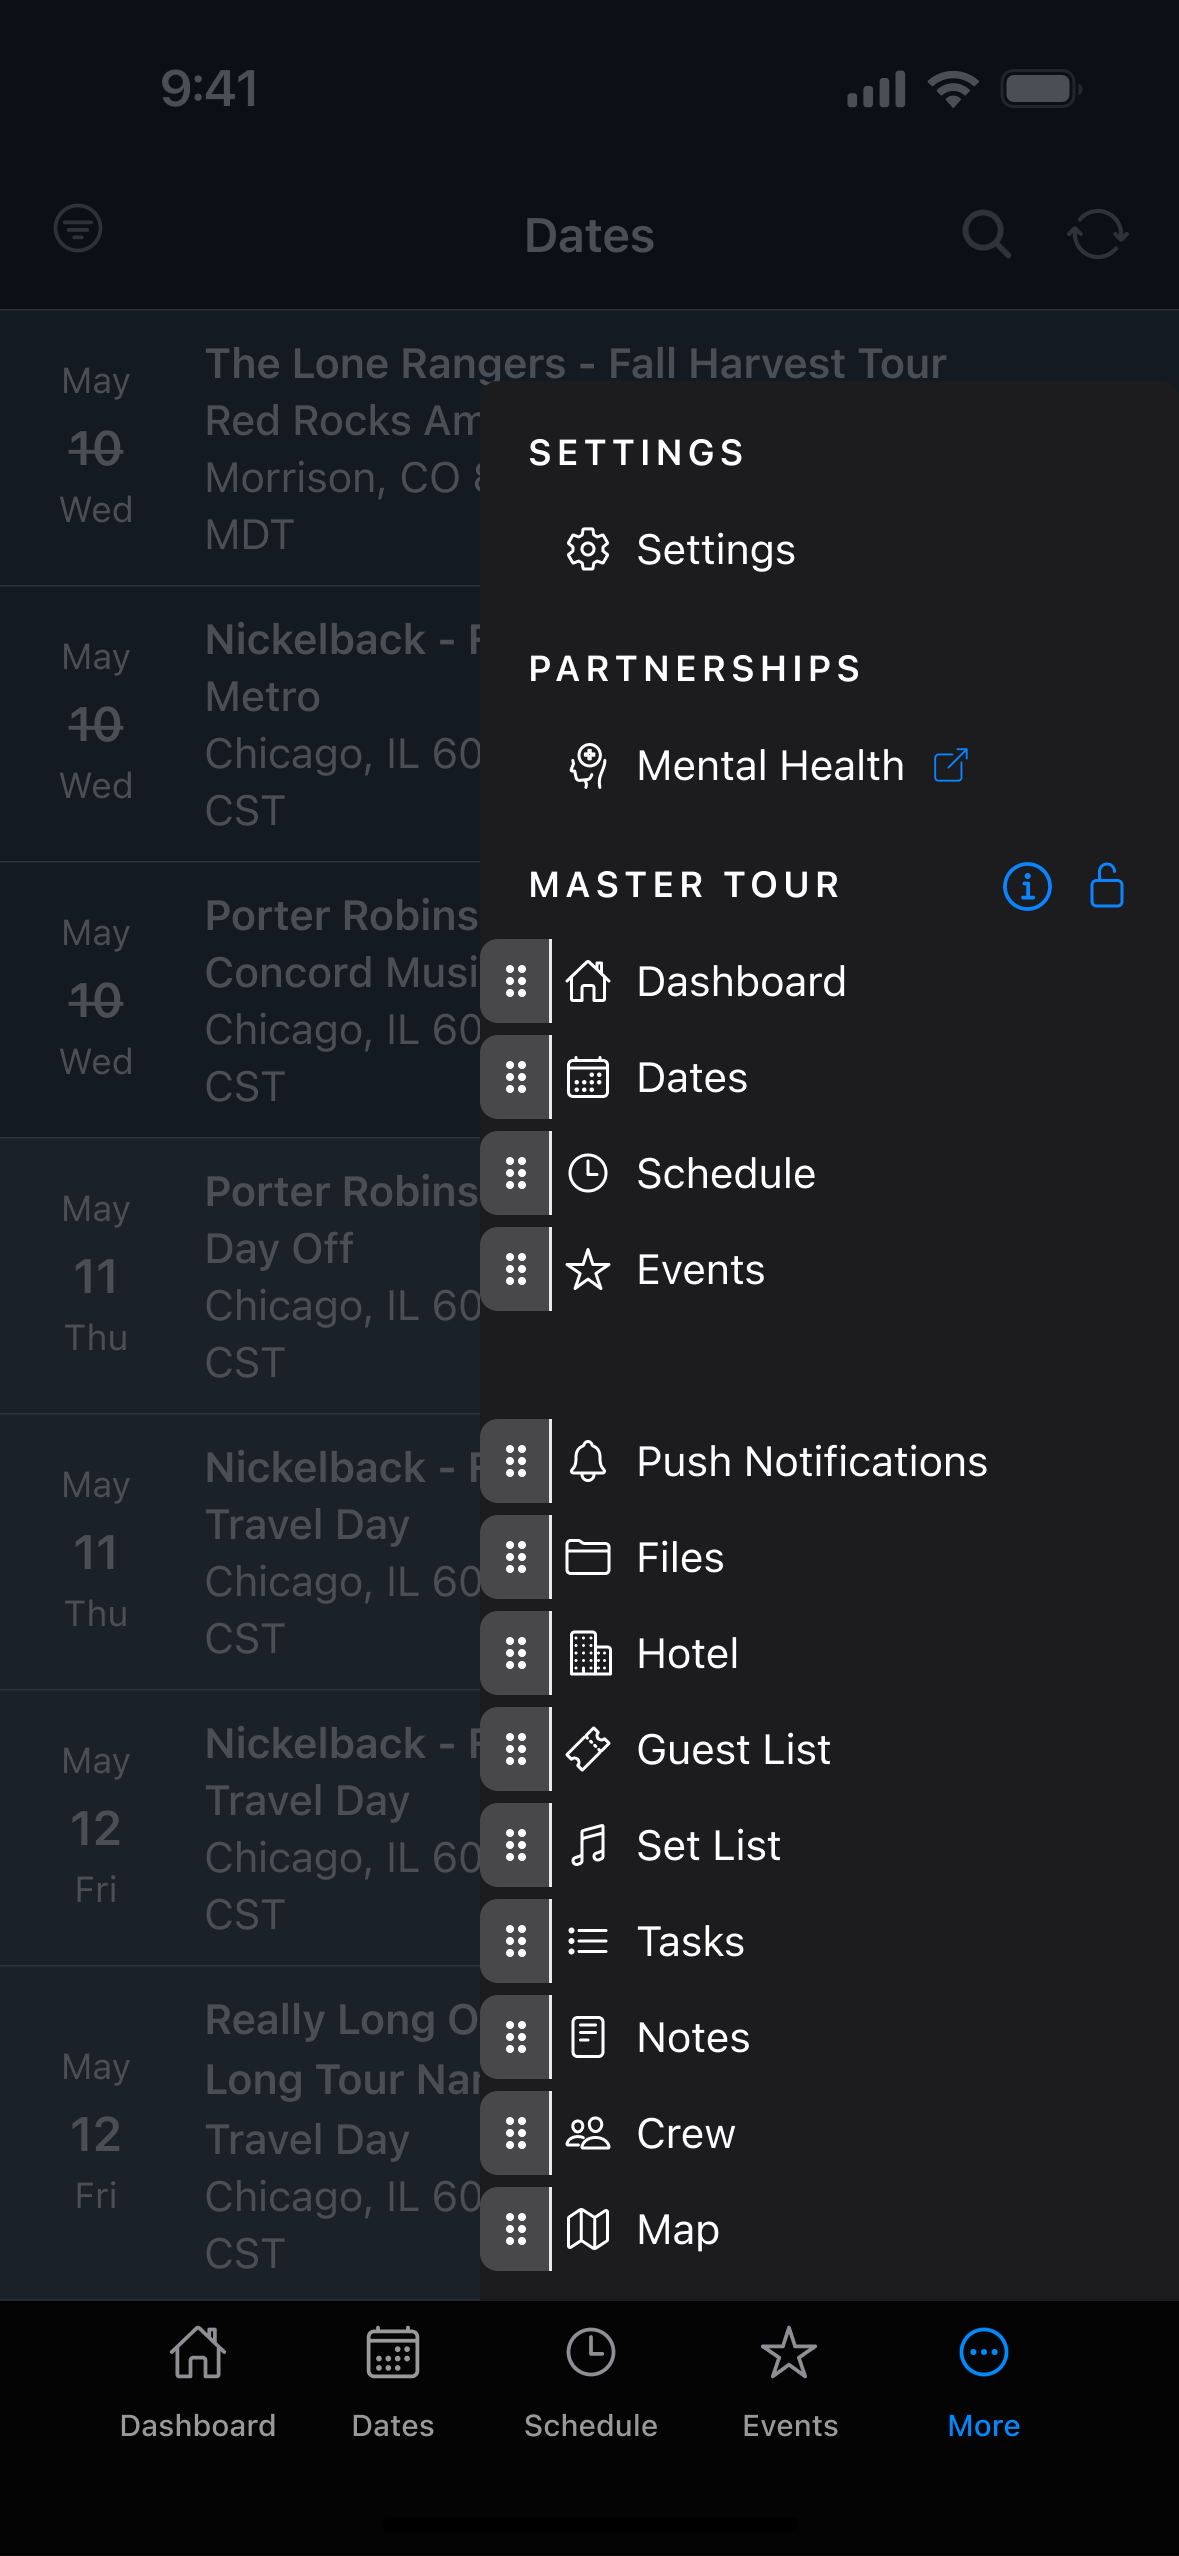 9:41
Dates
May
10
Wed
The Lone Rangers - Fall Harvest Tour
Red Rocks Am
Morrison, CO
MDT
May
10
Wed
Nickelback - F
Metro
Chicago, IL 60
CST
May
10
Wed
Porter Robins
Concord Musi
Chicago, IL 60
CST
May
11
Thu
Porter Robins
Day Off
Chicago, IL 60
CST
May
11
Thu
Nickelback - F
Travel Day
Chicago, IL 60
CST
May
12
Fri
Nickelback - F
Travel Day
Chicago, IL 60
CST
May
12
Fri
Really Long O
Long Tour Nar
Travel Day
Chicago, IL 60
CST
SETTINGS
Settings
PARTNERSHIPS
Mental Health
MASTER TOUR
Dashboard
Dates
Schedule
Events
Push Notifications
Files
Hotel
Guest List
Set List
Tasks
Notes
Crew
Map
Dashboard
Dates
Schedule
Events
More